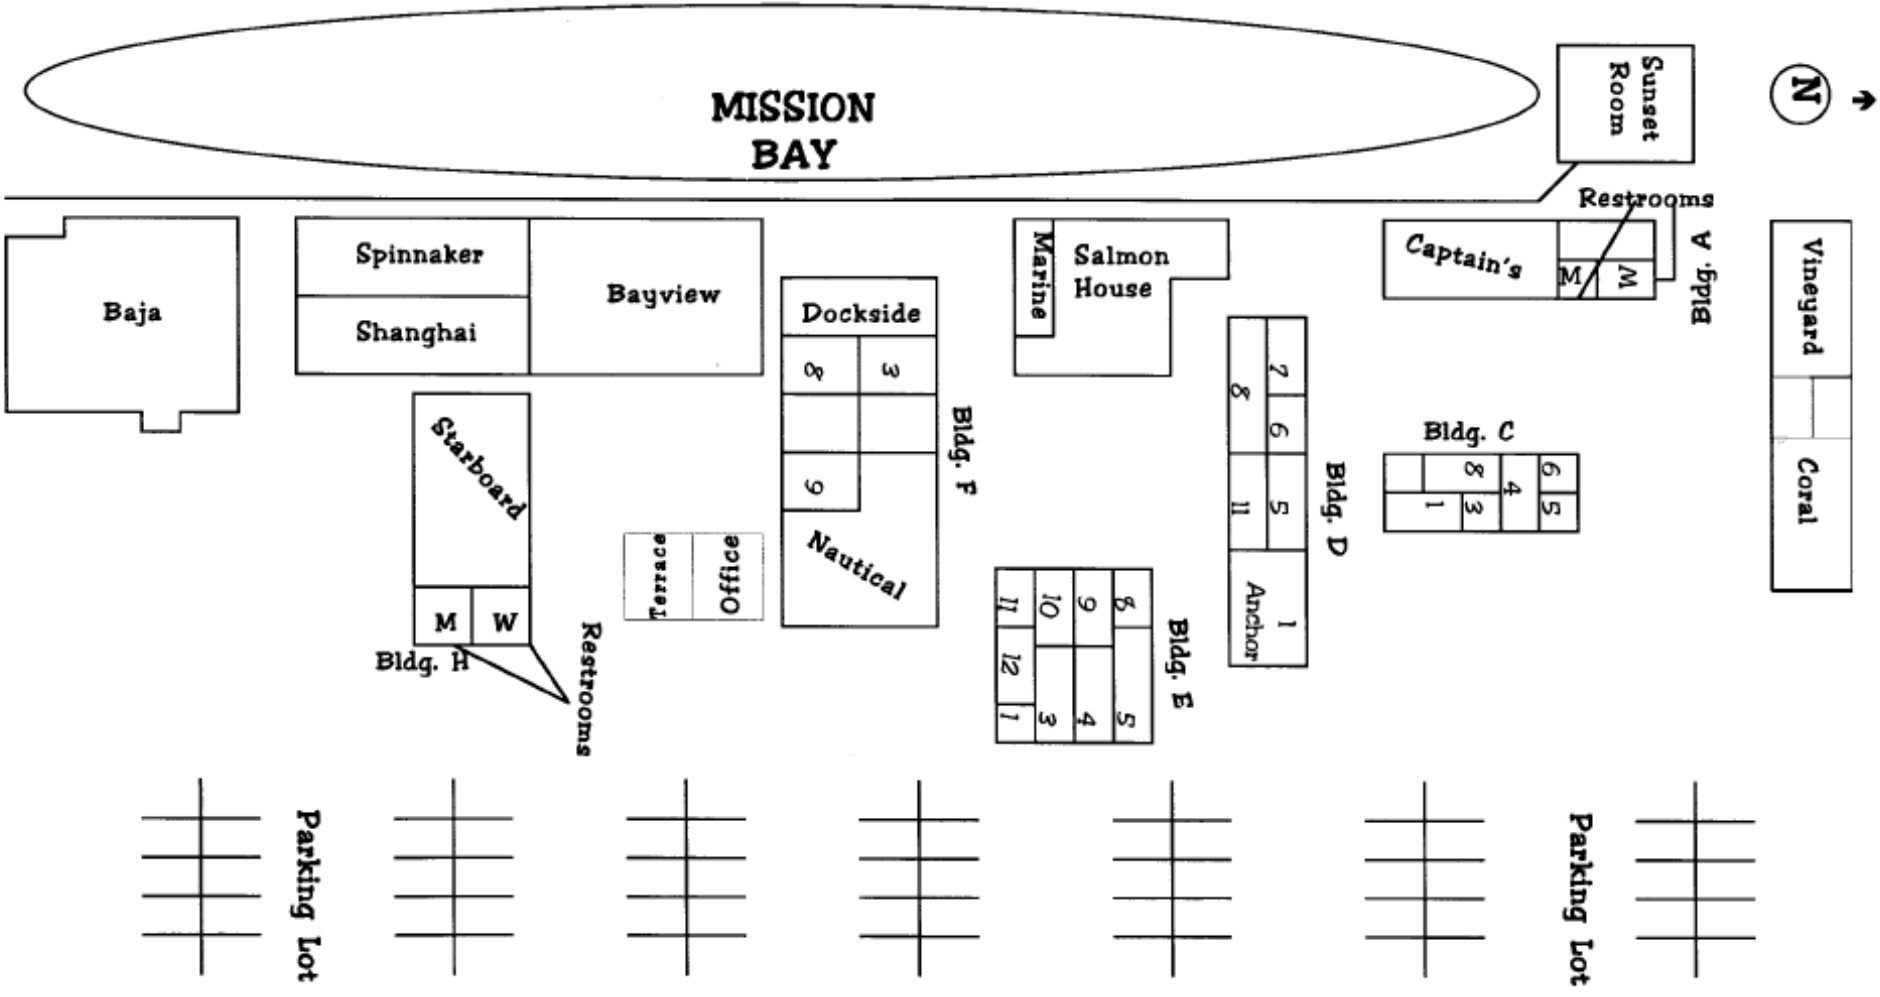 MISSION
BAY
Sunset
Room
N
Restrooms
Baja
Spinnaker
Shanghai
Bayview
Dockside
8
3
9
Nautical
Bldg. F
Marine
Salmon
House
Captain's
M
W
Bldg. A
Vineyard
Coral
Starboard
M
W
Bldg. H
Restrooms
Terrace
Office
7
8
6
11
5
1
Anchor
Bldg. D
Bldg. C
8
6
4
1
3
5
11
10
9
8
12
1
3
4
5
Bldg. E
Parking Lot
Parking Lot